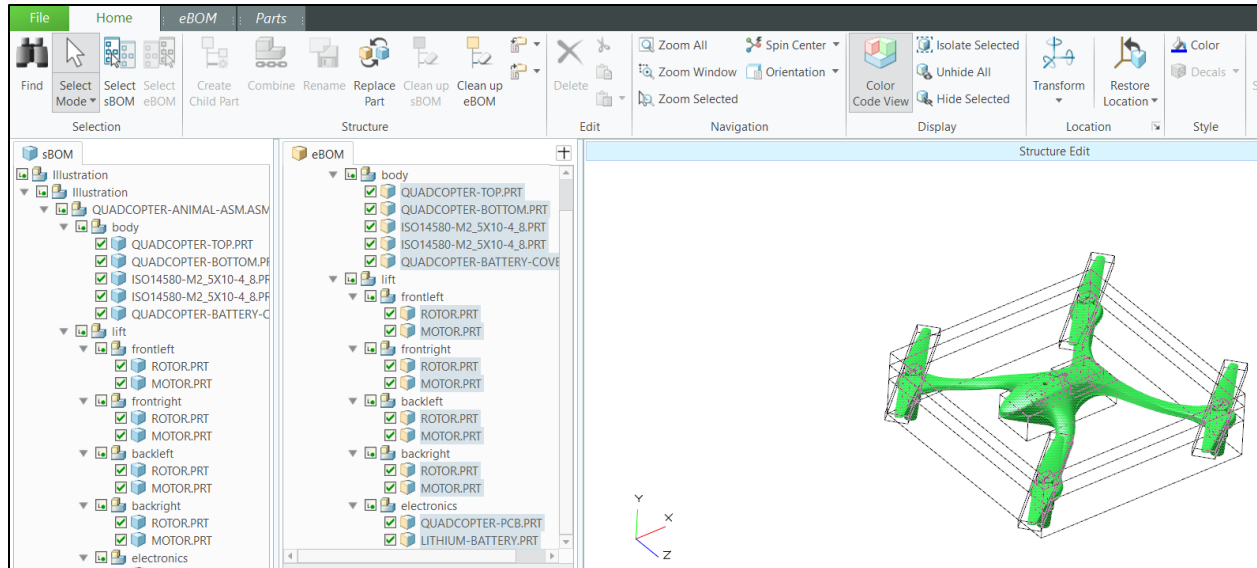 File Home eBOM Parts
Find Select Mode Select sBOM Select eBOM Create Child Part Combine Rename Replace Part Clean up sBOM Clean up eBOM Delete
Zoom All Spin Center
Zoom Window Orientation
Zoom Selected
Color Code View
Isolate Selected
Unhide All
Hide Selected
Transform Restore Location
Color
Decals
Selection Structure Edit Navigation Display Location Style
sBOM
Illustration
Illustration
QUADCOPTER-ANIMAL-ASM.ASM
body
QUADCOPTER-TOP.PRT
QUADCOPTER-BOTTOM.PR
ISO14580-M2_5X10-4_8.PR
ISO14580-M2_5X10-4_8.PR
QUADCOPTER-BATTERY-C
lift
frontleft
ROTOR.PRT
MOTOR.PRT
frontright
ROTOR.PRT
MOTOR.PRT
backleft
ROTOR.PRT
MOTOR.PRT
backright
ROTOR.PRT
MOTOR.PRT
electronics
eBOM
body
QUADCOPTER-TOP.PRT
QUADCOPTER-BOTTOM.PRT
ISO14580-M2_5X10-4_8.PRT
ISO14580-M2_5X10-4_8.PRT
QUADCOPTER-BATTERY-COVE
lift
frontleft
ROTOR.PRT
MOTOR.PRT
frontright
ROTOR.PRT
MOTOR.PRT
backleft
ROTOR.PRT
MOTOR.PRT
backright
ROTOR.PRT
MOTOR.PRT
electronics
QUADCOPTER-PCB.PRT
LITHIUM-BATTERY.PRT
Structure Edit
Y
X
Z